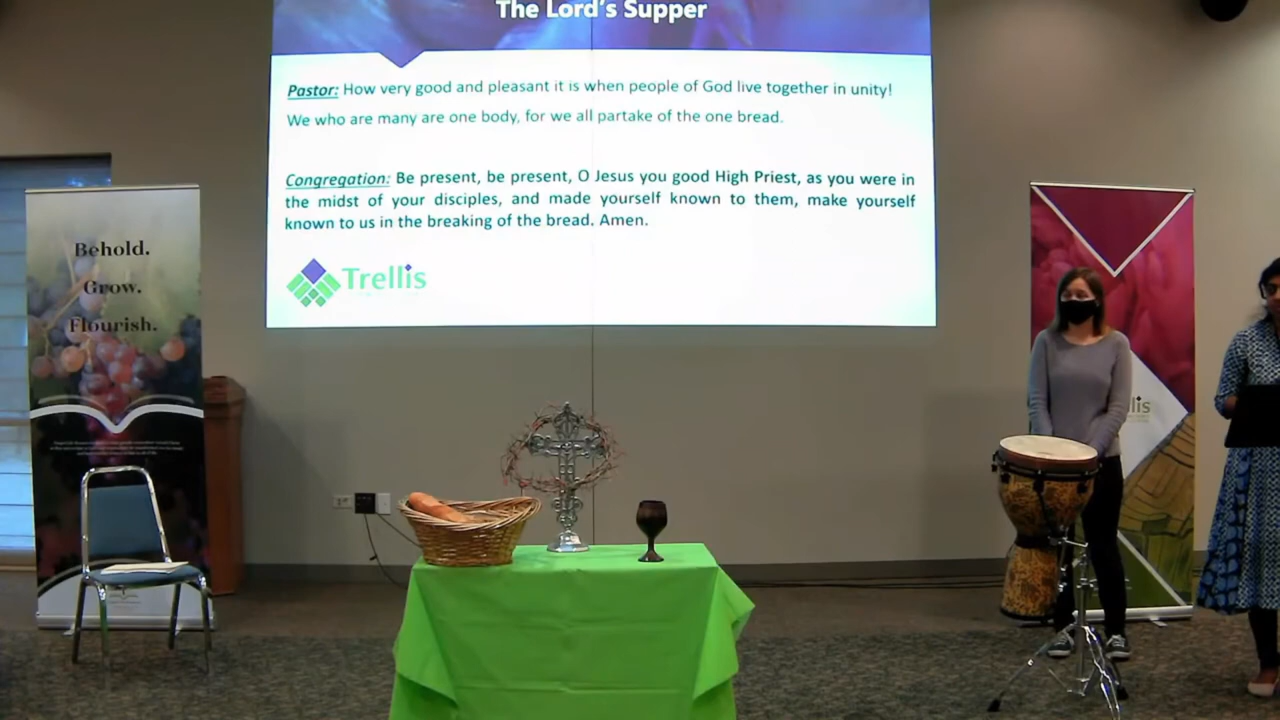 The Lord's Supper
Pastor: How very good and pleasant it is when people of God live together in unity!
We who are many are one body, for we all partake of the one bread.
Congregation: Be present, be present, O Jesus you good High Priest, as you were in
the midst of your disciples, and made yourself known to them, make yourself
known to us in the breaking of the bread. Amen.
Trellis
Behold.
Grow.
Flourish.
lis